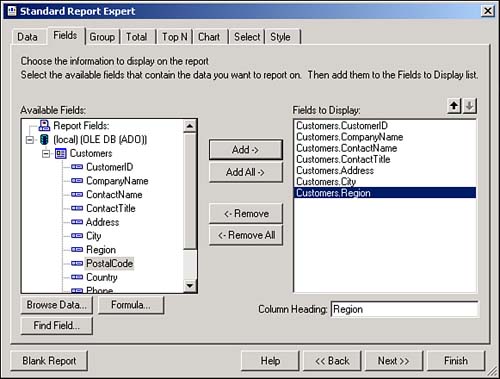 Standard Report Expert
Data Fields Group Total Top N Chart Select Style
Choose the information to display on the report
Select the available fields that contain the data you want to report on. Then add them to the Fields to Display list.
Available Fields:
Report Fields:
(local) (OLE DB (ADO))
Customers
CustomerID
CompanyName
ContactName
ContactTitle
Address
City
Region
PostalCode
Country
Phone
Browse Data...
Formula...
Find Field...
Add ->
Add All ->
<- Remove
<- Remove All
Fields to Display:
Customers.CustomerID
Customers.CompanyName
Customers.ContactName
Customers.ContactTitle
Customers.Address
Customers.City
Customers.Region
Column Heading: Region
Blank Report
Help
<< Back
Next >>
Finish